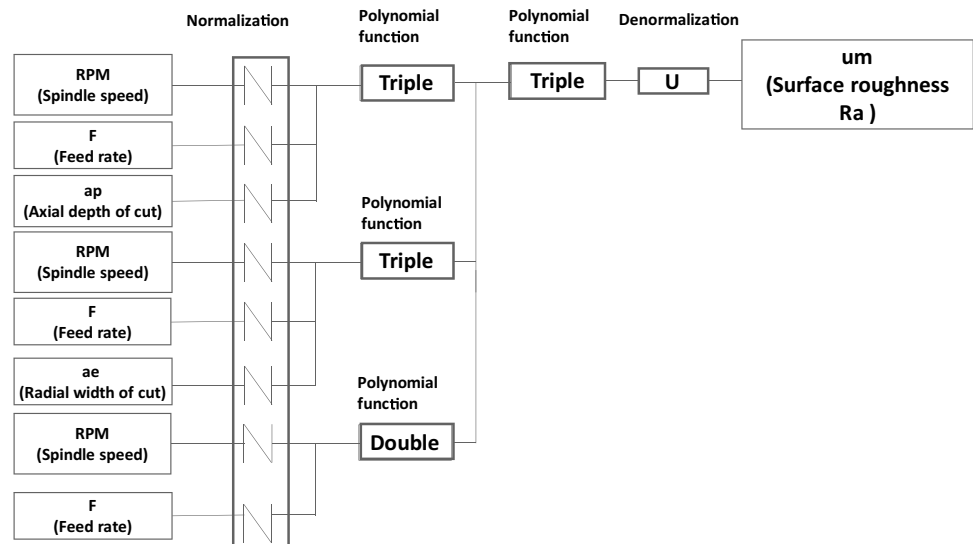 Normalization
Polynomial
function
Polynomial
function
Denormalization
RPM
(Spindle speed)
Triple
Triple
U
um
(Surface roughness
Ra )
F
(Feed rate)
ap
(Axial depth of cut)
Polynomial
function
RPM
(Spindle speed)
Triple
F
(Feed rate)
ae
(Radial width of cut)
Polynomial
function
RPM
(Spindle speed)
Double
F
(Feed rate)